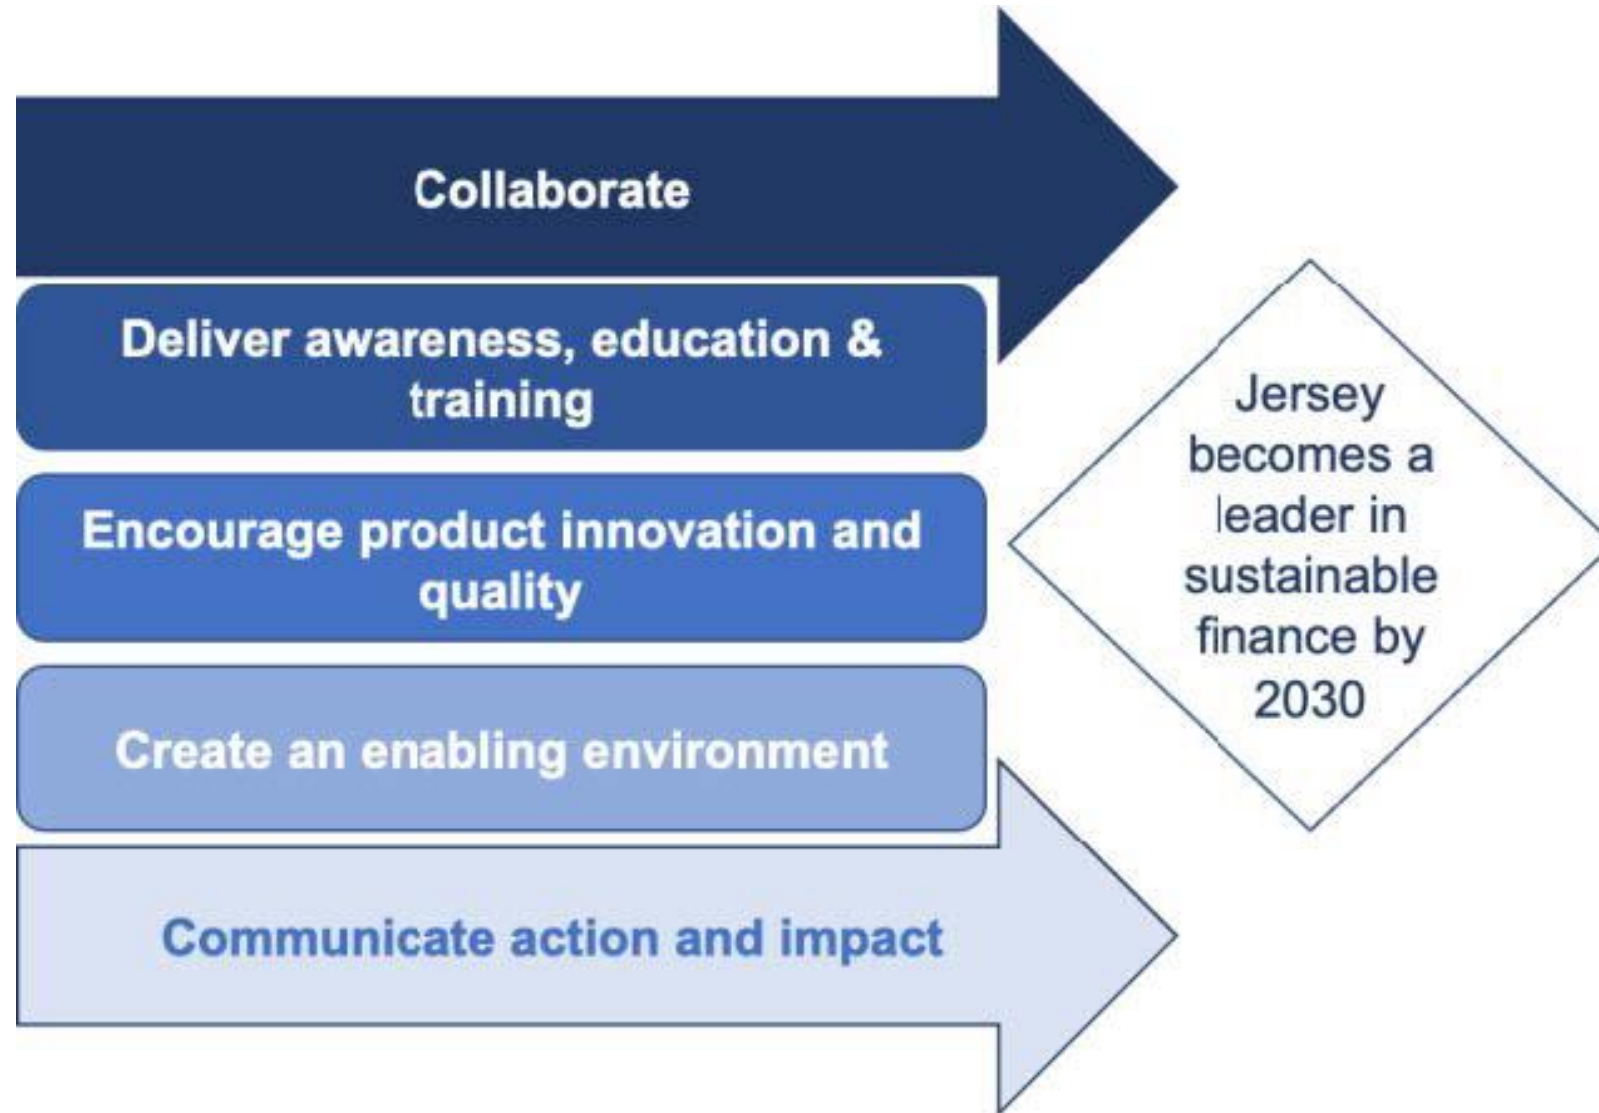 Collaborate
Deliver awareness, education &
training
Encourage product innovation and
quality
Create an enabling environment
Communicate action and impact
Jersey
becomes a
leader in
sustainable
finance by
2030